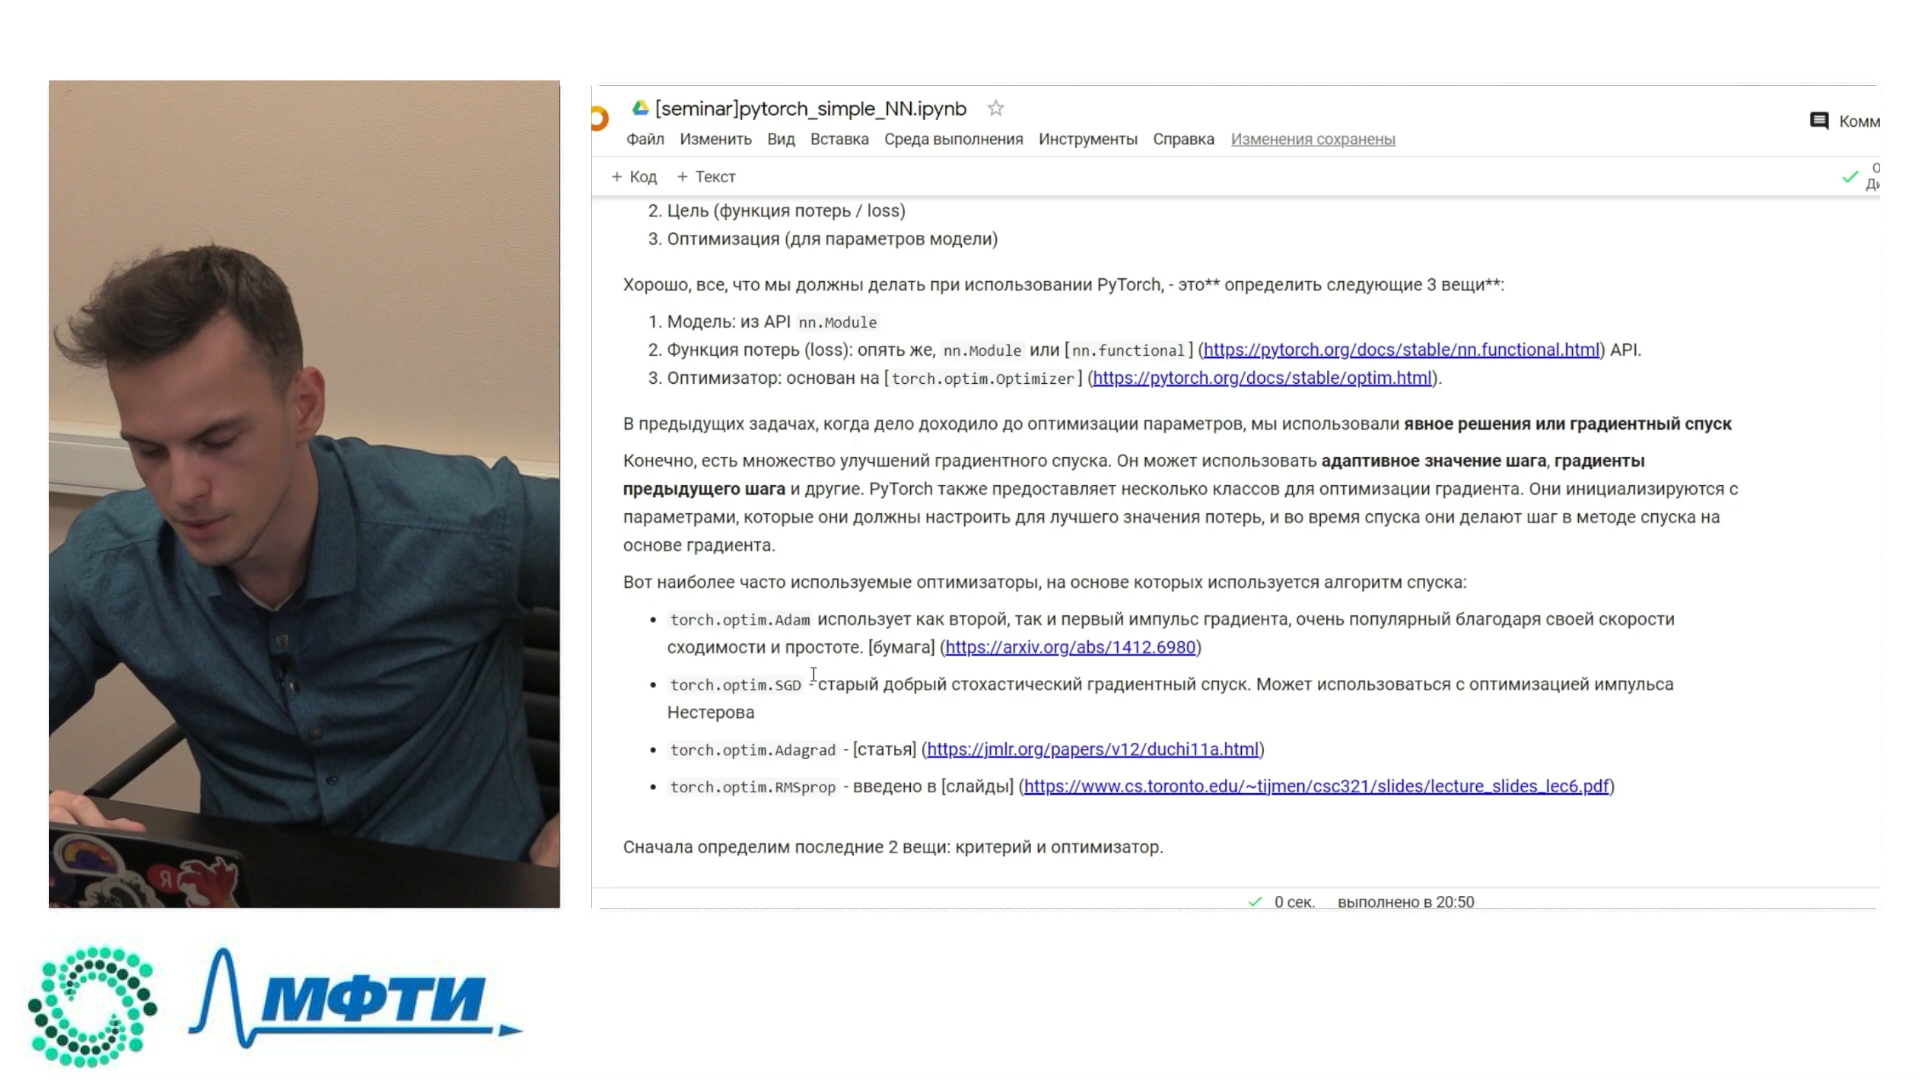 [seminar]pytorch_simple_NN.ipynb
Комм
Файл Изменить Вид Вставка Среда выполнения Инструменты Справка Изменения сохранены
+ Код + Текст
2. Цель (функция потерь / loss)
3. Оптимизация (для параметров модели)
Хорошо, все, что мы должны делать при использовании PyTorch, - это** определить следующие 3 вещи**:
1. Модель: из API nn.Module
2. Функция потерь (loss): опять же, nn.Module или [nn.functional] (https://pytorch.org/docs/stable/nn.functional.html) API.
3. Оптимизатор: основан на [torch.optim.Optimizer] (https://pytorch.org/docs/stable/optim.html).
В предыдущих задачах, когда дело доходило до оптимизации параметров, мы использовали явное решения или градиентный спуск
Конечно, есть множество улучшений градиентного спуска. Он может использовать адаптивное значение шага, градиенты
предыдущего шага и другие. PyTorch также предоставляет несколько классов для оптимизации градиента. Они инициализируются с
параметрами, которые они должны настроить для лучшего значения потерь, и во время спуска они делают шаг в методе спуска на
основе градиента.
Вот наиболее часто используемые оптимизаторы, на основе которых используется алгоритм спуска:
• torch.optim.Adam использует как второй, так и первый импульс градиента, очень популярный благодаря своей скорости
сходимости и простоте. [бумага] (https://arxiv.org/abs/1412.6980)
• torch.optim.SGD - старый добрый стохастический градиентный спуск. Может использоваться с оптимизацией импульса
Нестерова
• torch.optim.Adagrad - [статья] (https://jmlr.org/papers/v12/duchi11a.html)
• torch.optim.RMSprop - введено в [слайды] (https://www.cs.toronto.edu/~tijmen/csc321/slides/lecture_slides_lec6.pdf)
Сначала определим последние 2 вещи: критерий и оптимизатор.
0 сек. выполнено в 20:50
Я
МФТИ